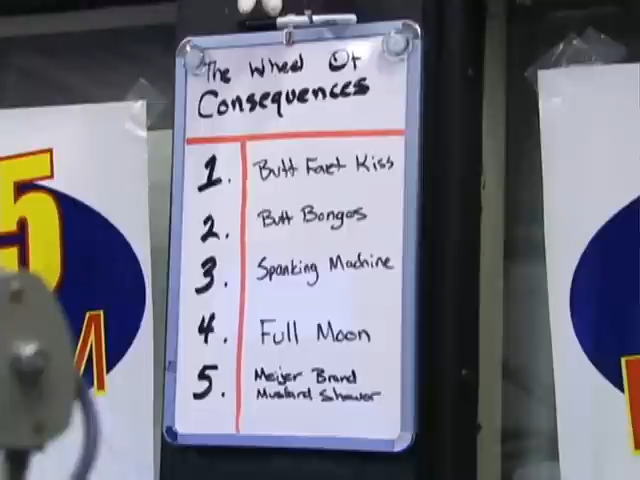 The Wheel Of
Consequences
1. Butt Fart Kiss
2. Butt Bongos
3. Spanking Machine
4. Full Moon
5. Meijer Brand
Mustard Shower
5
M